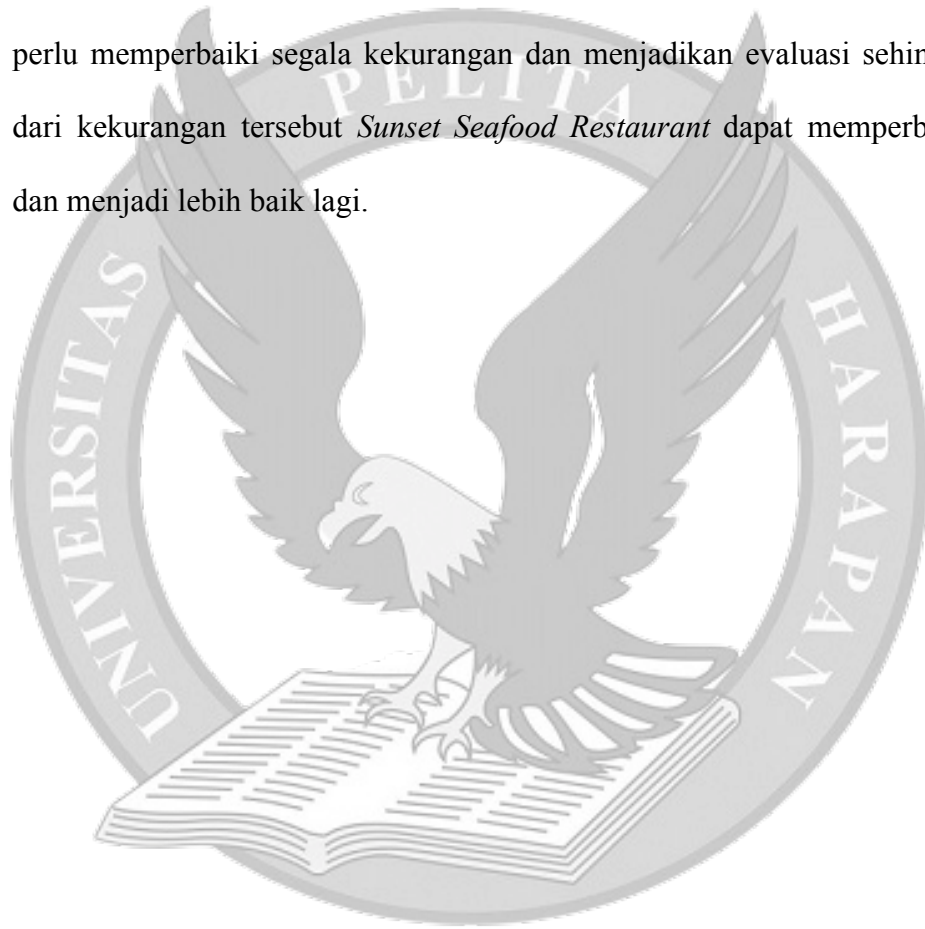 perlu memperbaiki segala kekurangan dan menjadikan evaluasi sehin
dari kekurangan tersebut Sunset Seafood Restaurant dapat memperb
dan menjadi lebih baik lagi.
UNIVERSITAS PELITA HARAPAN